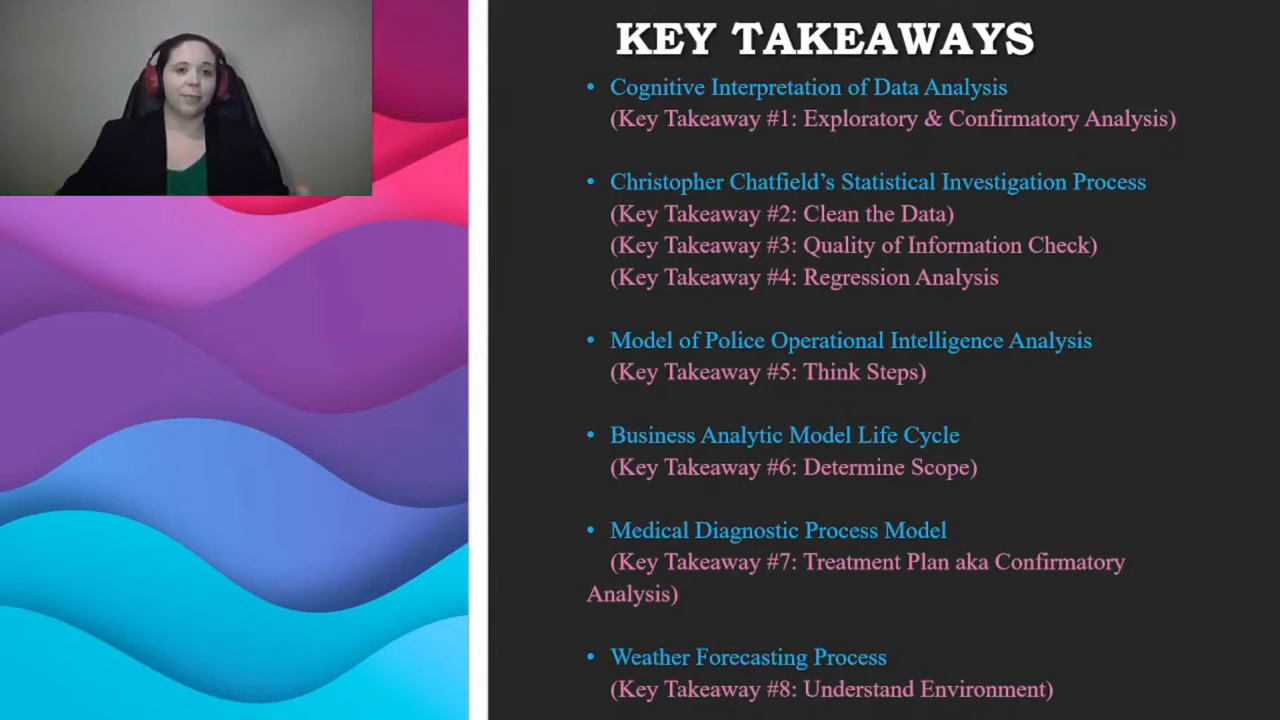 KEY TAKEAWAYS
• Cognitive Interpretation of Data Analysis
(Key Takeaway #1: Exploratory & Confirmatory Analysis)
• Christopher Chatfield’s Statistical Investigation Process
(Key Takeaway #2: Clean the Data)
(Key Takeaway #3: Quality of Information Check)
(Key Takeaway #4: Regression Analysis
• Model of Police Operational Intelligence Analysis
(Key Takeaway #5: Think Steps)
• Business Analytic Model Life Cycle
(Key Takeaway #6: Determine Scope)
• Medical Diagnostic Process Model
(Key Takeaway #7: Treatment Plan aka Confirmatory
Analysis)
• Weather Forecasting Process
(Key Takeaway #8: Understand Environment)